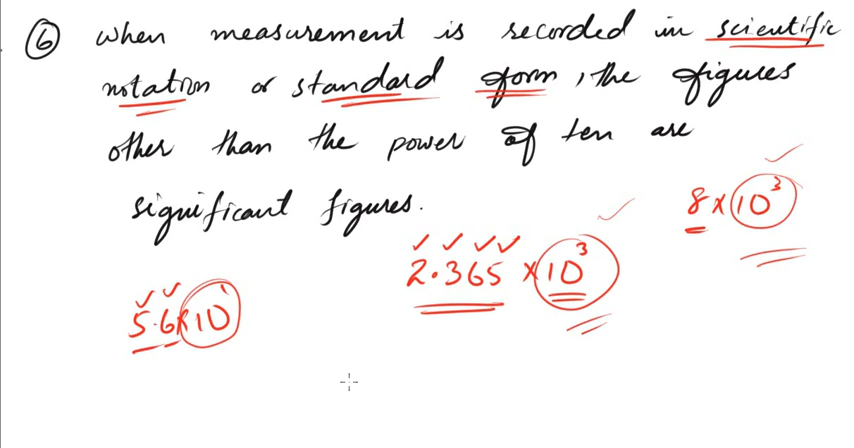 6 When measurement is recorded in scientific
notation or standard form, the figures
other than the power of ten are
significant figures.
8 × 10³
2.365 × 10³
5.6 × 10¹